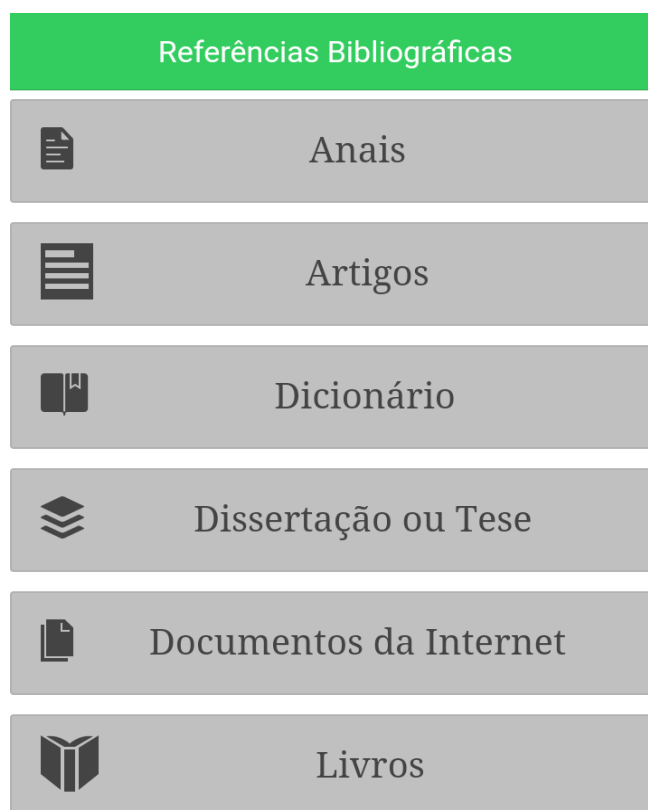 Referências Bibliográficas
Anais
Artigos
Dicionário
Dissertação ou Tese
Documentos da Internet
Livros